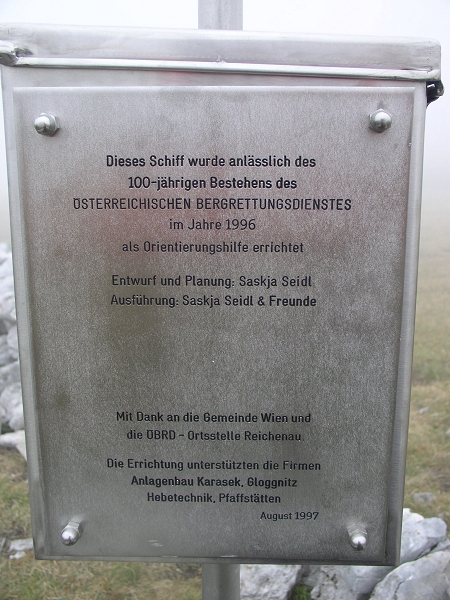 Dieses Schiff wurde anlässlich des
100-jährigen Bestehens des
ÖSTERREICHISCHEN BERGRETTUNGSDIENSTES
im Jahre 1996
als Orientierungshilfe errichtet
Entwurf und Planung: Saskja Seidl
Ausführung: Saskja Seidl & Freunde
Mit Dank an die Gemeinde Wien und
die ÖBRD - Ortsstelle Reichenau.
Die Errichtung unterstützten die Firmen
Anlagenbau Karasek, Gloggnitz
Hebetechnik, Pfaffstätten
August 1997